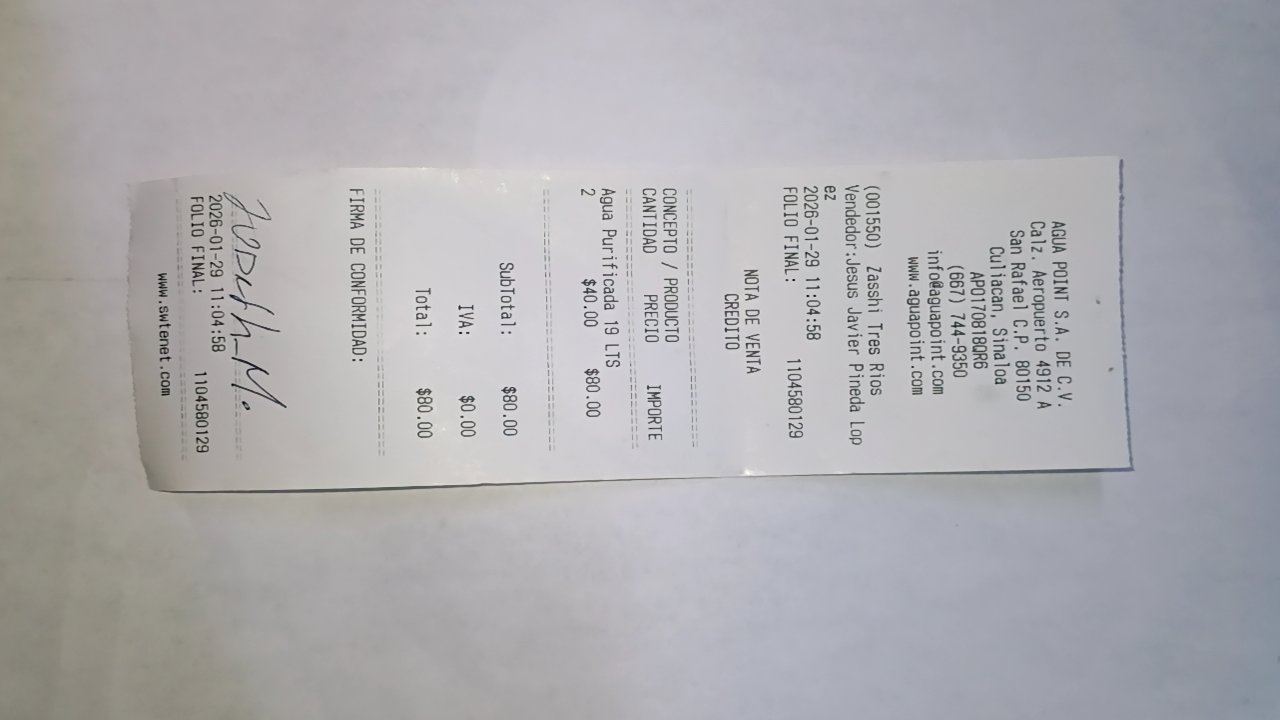 AGUA POINT S.A. DE C.V.
Calz. Aeropuerto 4912 A
San Rafael C.P. 80150
Culiacan, Sinaloa
APO170818QR6
(667) 744-9350
info@aguapoint.com
www.aguapoint.com
(001550) Zasshi Tres Rios
Vendedor:Jesus Javier Pineda Lop
ez
2026-01-29 11:04:58
FOLIO FINAL: 1104580129
NOTA DE VENTA
CREDITO
CONCEPTO / PRODUCTO
CANTIDAD PRECIO IMPORTE
Agua Purificada 19 LTS
2 $40.00 $80.00
SubTotal: $80.00
IVA: $0.00
Total: $80.00
FIRMA DE CONFORMIDAD:
Judith M.
2026-01-29 11:04:58
FOLIO FINAL: 1104580129
www.swtenet.com